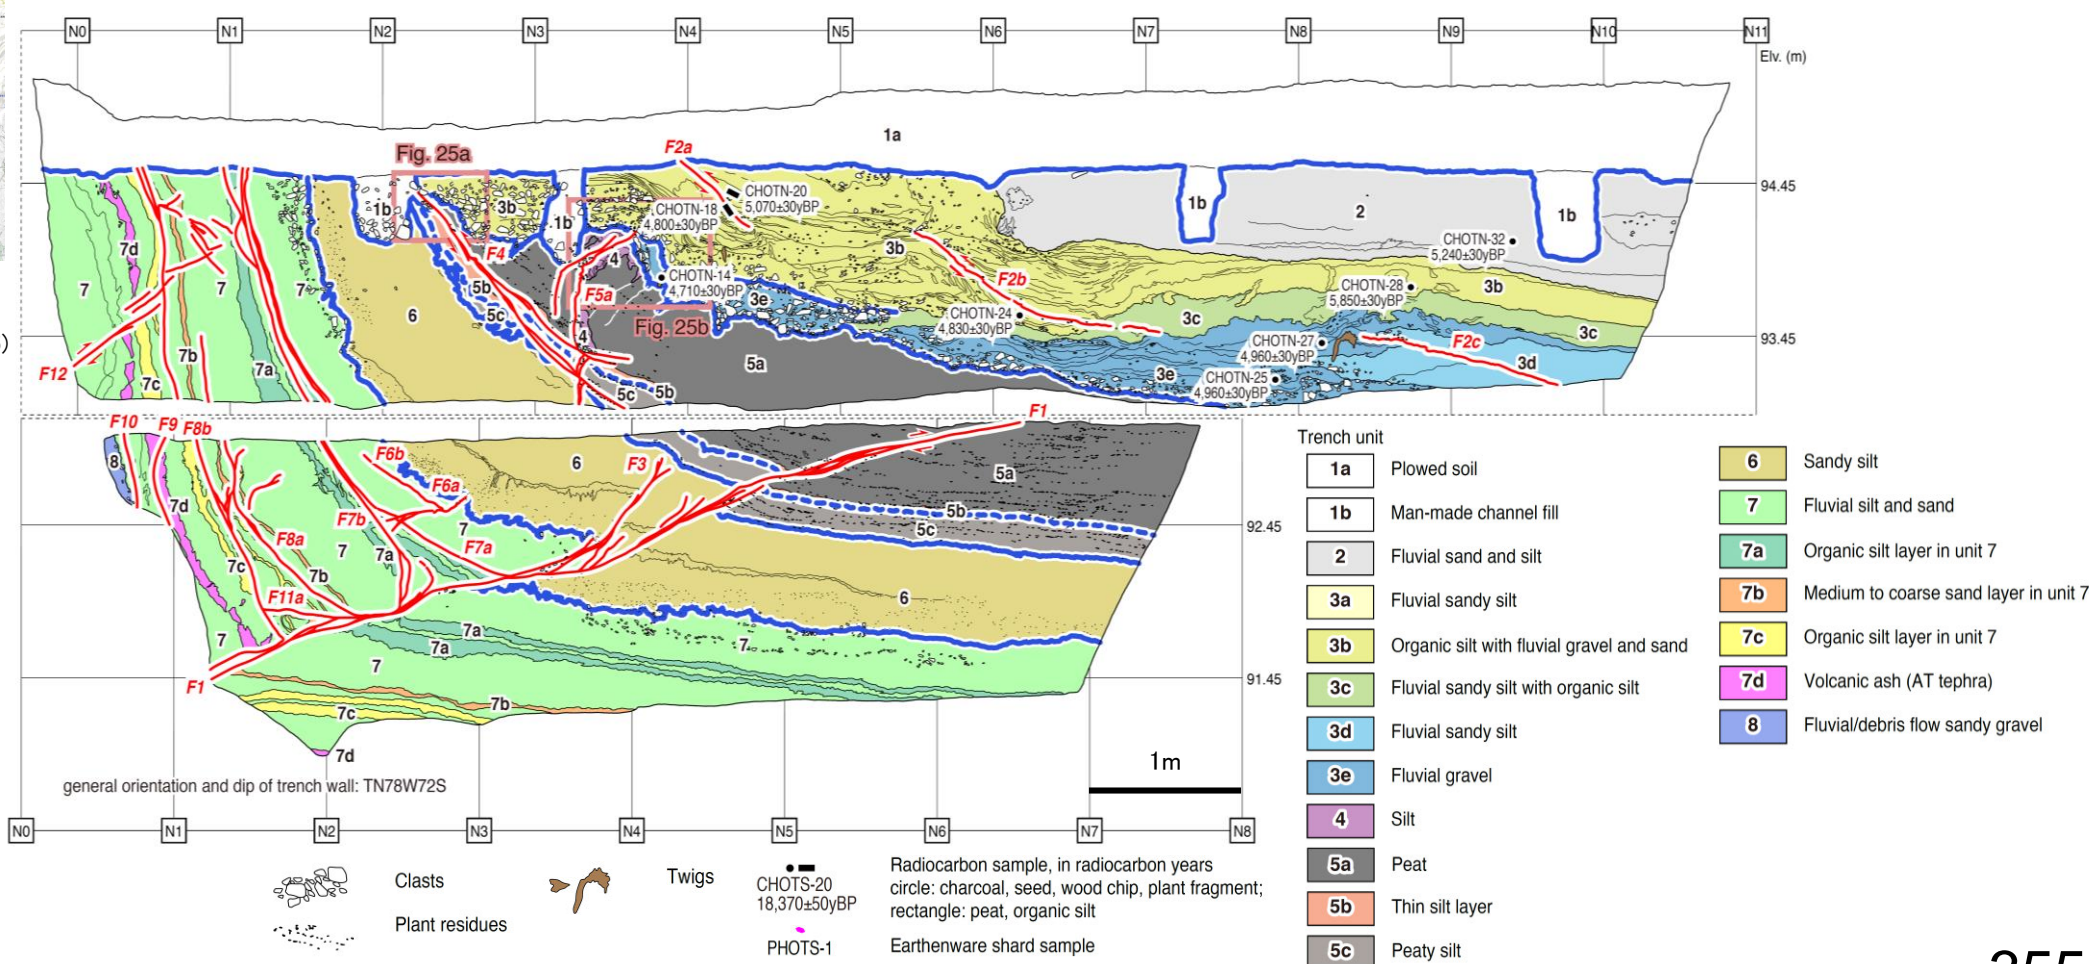 N0 N1 N2 N3 N4 N5 N6 N7 N8 N9 N10 N11
Elv. (m)
1a
Fig. 25a
F2a
CHOTN-20
5,070±30yBP
94.45
1b 3b 1b
CHOTN-18
4,800±30yBP
1b 2 1b
7d
F4
4
3b
CHOTN-32
5,240±30yBP
)
7 7 7
5b
F5a
CHOTN-14
4,710±30yBP
3e
F2b
CHOTN-28
5,850±30yBP
3b
6
5c
Fig. 25b
CHOTN-24
4,830±30yBP
3c
3c
93.45
4
CHOTN-27
4,960±30yBP
F2c
7b
F12
7c
7a
5a
3e
3d
5c 5b
CHOTN-25
4,960±30yBP
F10 F9 F8b
F1
8
F6b
6
F3
5a
F6a
7d
F7b
7
5b
92.45
5c
F8a
7
7a
F7a
7c
7b
F11a
6
7
7a
7a
7
7
F1
91.45
7b
7c
7d
1m
general orientation and dip of trench wall: TN78W72S
N0 N1 N2 N3 N4 N5 N6 N7 N8
Clasts
Plant residues
Twigs
CHOTS-20
18,370±50yBP
PHOTS-1
Radiocarbon sample, in radiocarbon years
circle: charcoal, seed, wood chip, plant fragment;
rectangle: peat, organic silt
Earthenware shard sample
Trench unit
1a Plowed soil
1b Man-made channel fill
2 Fluvial sand and silt
3a Fluvial sandy silt
3b Organic silt with fluvial gravel and sand
3c Fluvial sandy silt with organic silt
3d Fluvial sandy silt
3e Fluvial gravel
4 Silt
5a Peat
5b Thin silt layer
5c Peaty silt
6 Sandy silt
7 Fluvial silt and sand
7a Organic silt layer in unit 7
7b Medium to coarse sand layer in unit 7
7c Organic silt layer in unit 7
7d Volcanic ash (AT tephra)
8 Fluvial/debris flow sandy gravel